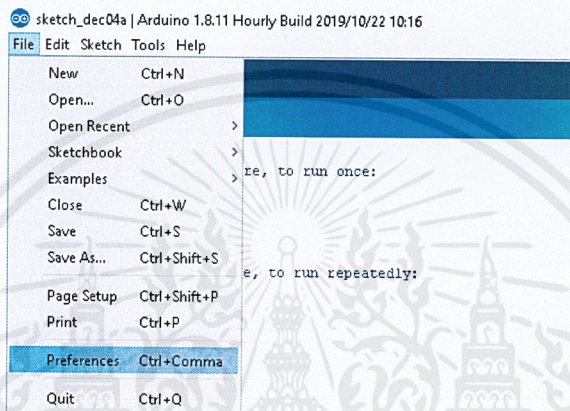 sketch_dec04a | Arduino 1.8.11 Hourly Build 2019/10/22 10:16
File Edit Sketch Tools Help
New Ctrl+N
Open... Ctrl+O
Open Recent >
Sketchbook >
Examples >
re, to run once:
Close Ctrl+W
Save Ctrl+S
Save As... Ctrl+Shift+S
e, to run repeatedly:
Page Setup Ctrl+Shift+P
Print Ctrl+P
Preferences Ctrl+Comma
Quit Ctrl+Q